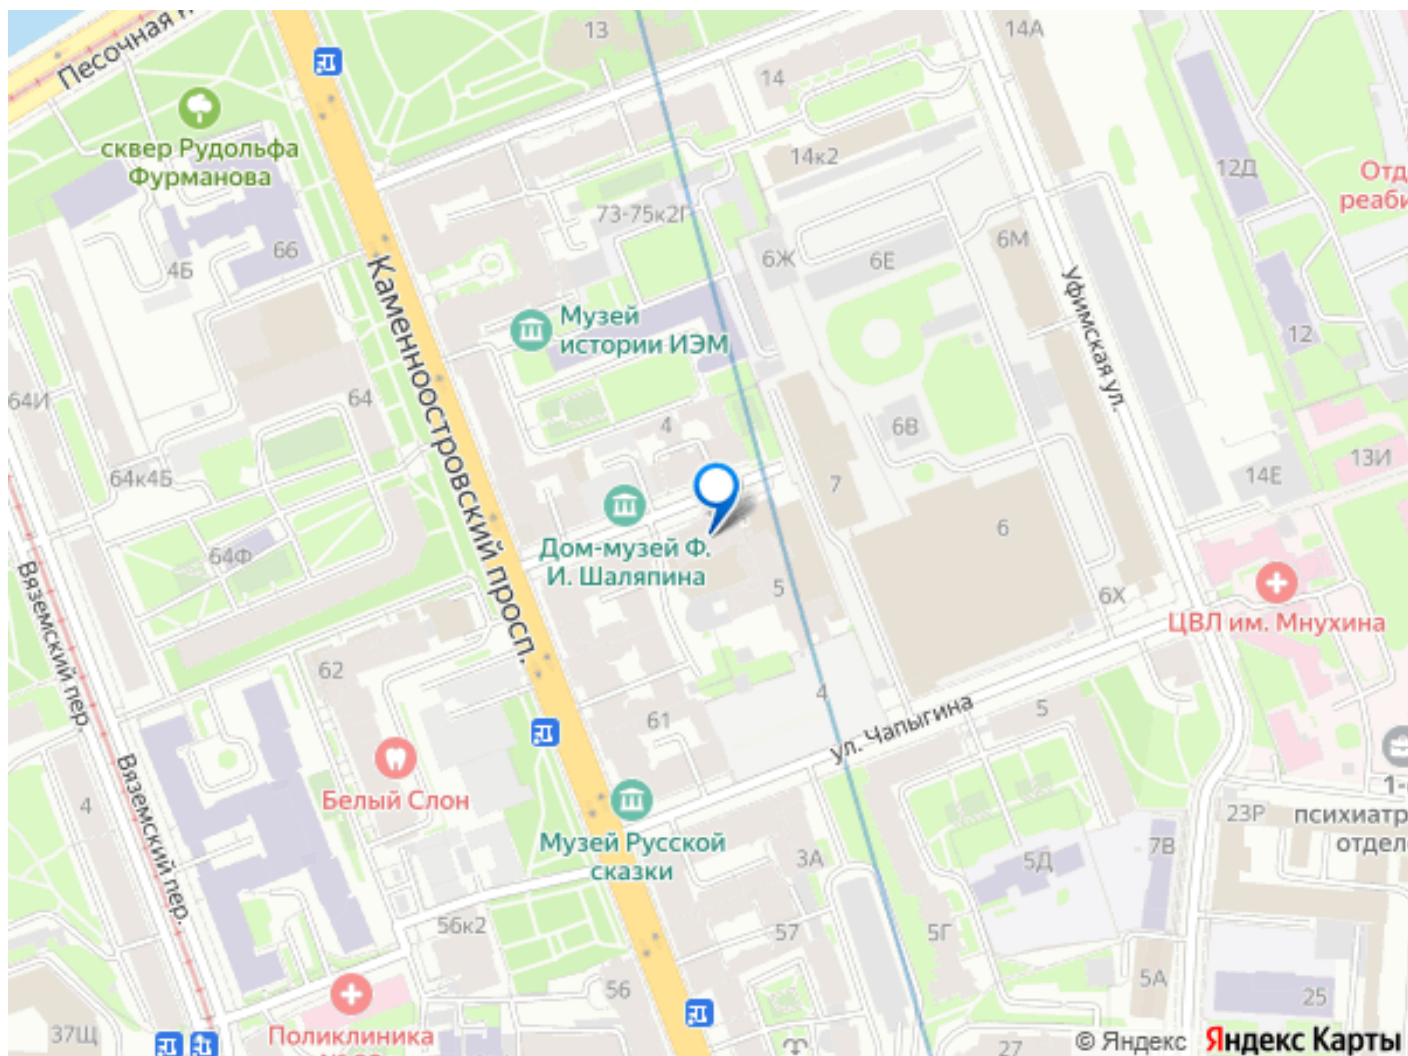 Песочная н
13
14А
14
14к2
12Д
Отд
реаби
сквер Рудольфа
Фурманова
73-75к2Г
6М
6Ж
6Е
4Б
66
Каменноостровский просп.
Музей
истории ИЭМ
Уфимская ул.
12
64И
64
4
6В
13И
14Е
64к4Б
7
6
Дом-музей Ф.
И. Шаляпина
64Ф
5
6Х
ЦВЛ им. Мнухина
Вяземский пер.
62
4
61
5
ул. Чапыгина
1-
психиатр
отдел
Белый Слон
4
Вяземский пер.
23Р
7В
Музей Русской
сказки
3А
5Д
56к2
57
5Г
5А
56
25
Поликлиника
37Щ
27
© Яндекс Яндекс Карты